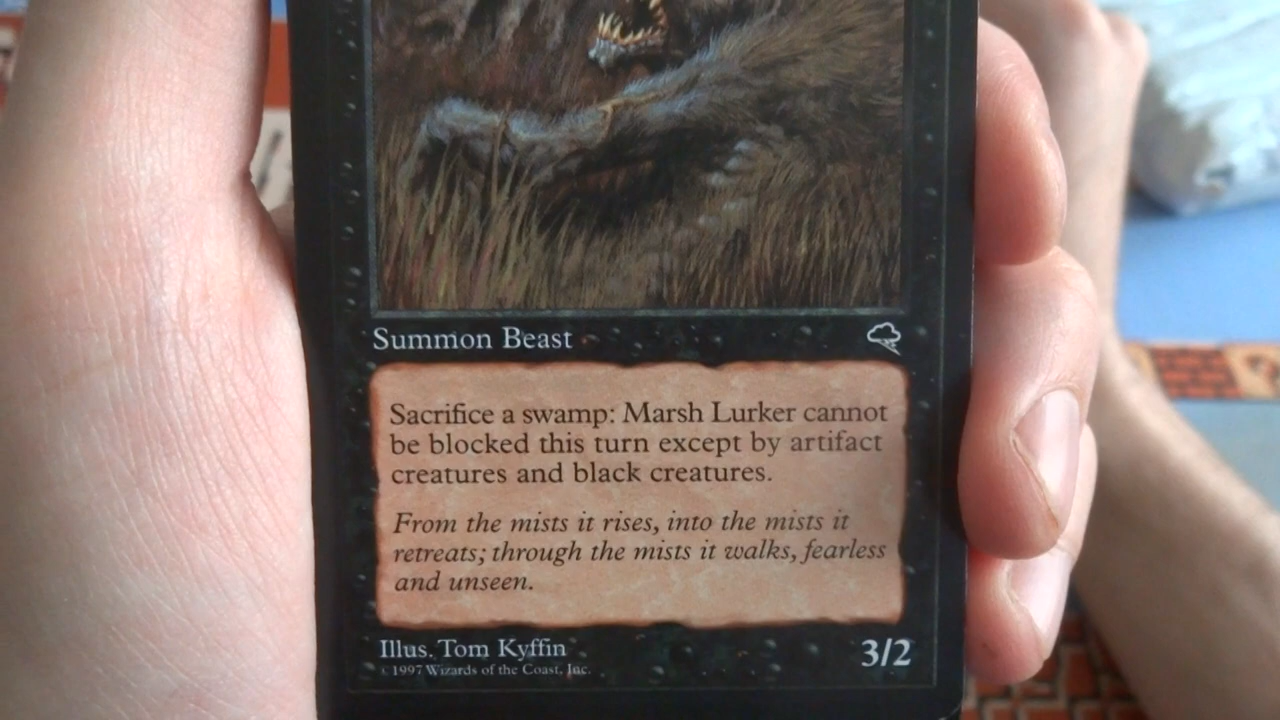 Summon Beast
Sacrifice a swamp: Marsh Lurker cannot
be blocked this turn except by artifact
creatures and black creatures.
From the mists it rises, into the mists it
retreats; through the mists it walks, fearless
and unseen.
Illus. Tom Kyffin
© 1997 Wizards of the Coast, Inc.
3/2